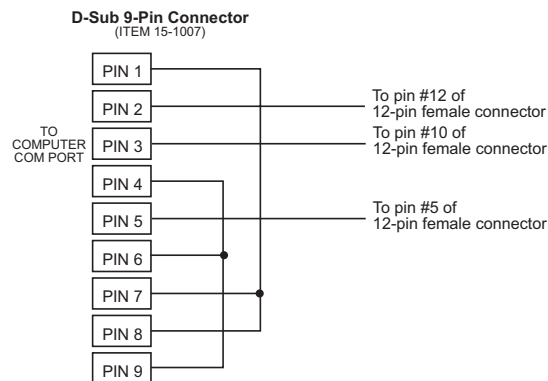 D-Sub 9-Pin Connector
(ITEM 15-1007)
PIN 1
PIN 2
To pin #12 of
12-pin female connector
TO
COMPUTER
COM PORT
PIN 3
To pin #10 of
12-pin female connector
PIN 4
PIN 5
To pin #5 of
12-pin female connector
PIN 6
PIN 7
PIN 8
PIN 9